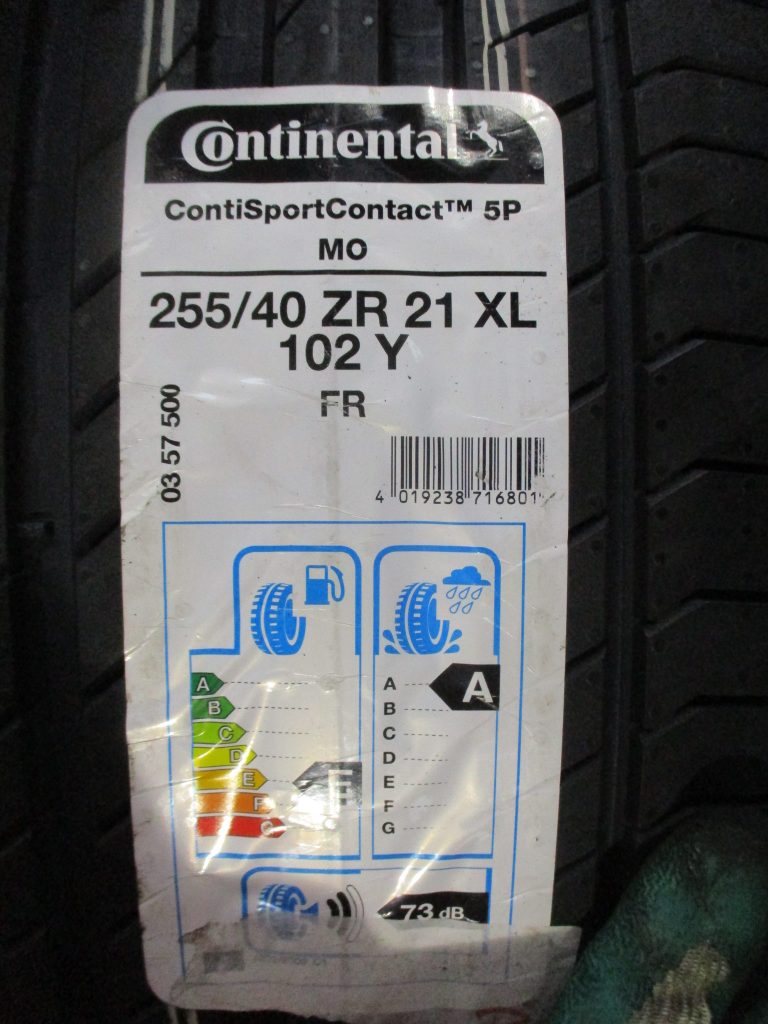 Continental
ContiSportContact™ 5P
MO
255/40 ZR 21 XL
102 Y
FR
03 57 500
4 019238 716801
A
B
C
D
E
F
G
E
A
B
C
D
E
F
G
A
73 dB